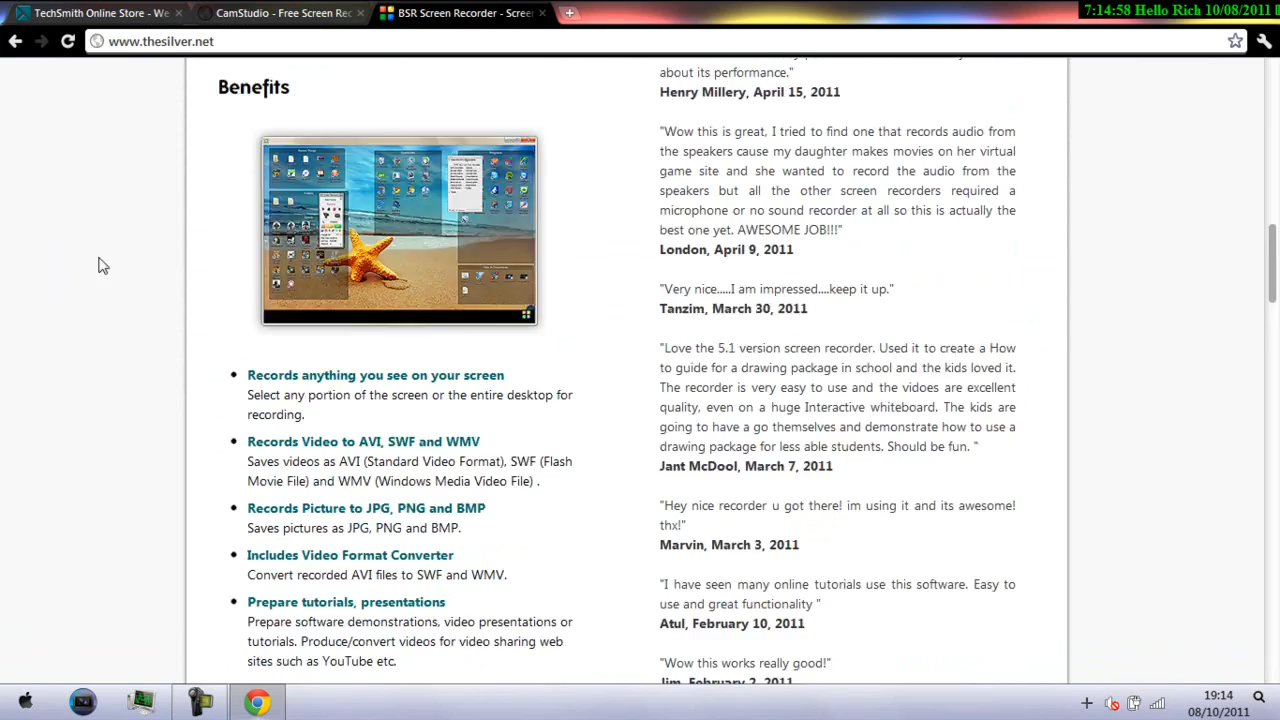 TechSmith Online Store - We
CamStudio - Free Screen Rec
BSR Screen Recorder - Scree
7:14:58 Hello Rich 10/08/2011
www.thesilver.net
Benefits
Records anything you see on your screen
Select any portion of the screen or the entire desktop for
recording.
Records Video to AVI, SWF and WMV
Saves videos as AVI (Standard Video Format), SWF (Flash
Movie File) and WMV (Windows Media Video File) .
Records Picture to JPG, PNG and BMP
Saves pictures as JPG, PNG and BMP.
Includes Video Format Converter
Convert recorded AVI files to SWF and WMV.
Prepare tutorials, presentations
Prepare software demonstrations, video presentations or
tutorials. Produce/convert videos for video sharing web
sites such as YouTube etc.
about its performance."
Henry Millery, April 15, 2011
"Wow this is great, I tried to find one that records audio from
the speakers cause my daughter makes movies on her virtual
game site and she wanted to record the audio from the
speakers but all the other screen recorders required a
microphone or no sound recorder at all so this is actually the
best one yet. AWESOME JOB!!!"
London, April 9, 2011
"Very nice.....I am impressed....keep it up."
Tanzim, March 30, 2011
"Love the 5.1 version screen recorder. Used it to create a How
to guide for a drawing package in school and the kids loved it.
The recorder is very easy to use and the vidoes are excellent
quality, even on a huge Interactive whiteboard. The kids are
going to have a go themselves and demonstrate how to use a
drawing package for less able students. Should be fun. "
Jant McDool, March 7, 2011
"Hey nice recorder u got there! im using it and its awesome!
thx!"
Marvin, March 3, 2011
"I have seen many online tutorials use this software. Easy to
use and great functionality "
Atul, February 10, 2011
"Wow this works really good!"
Jim, February 2, 2011
19:14
08/10/2011